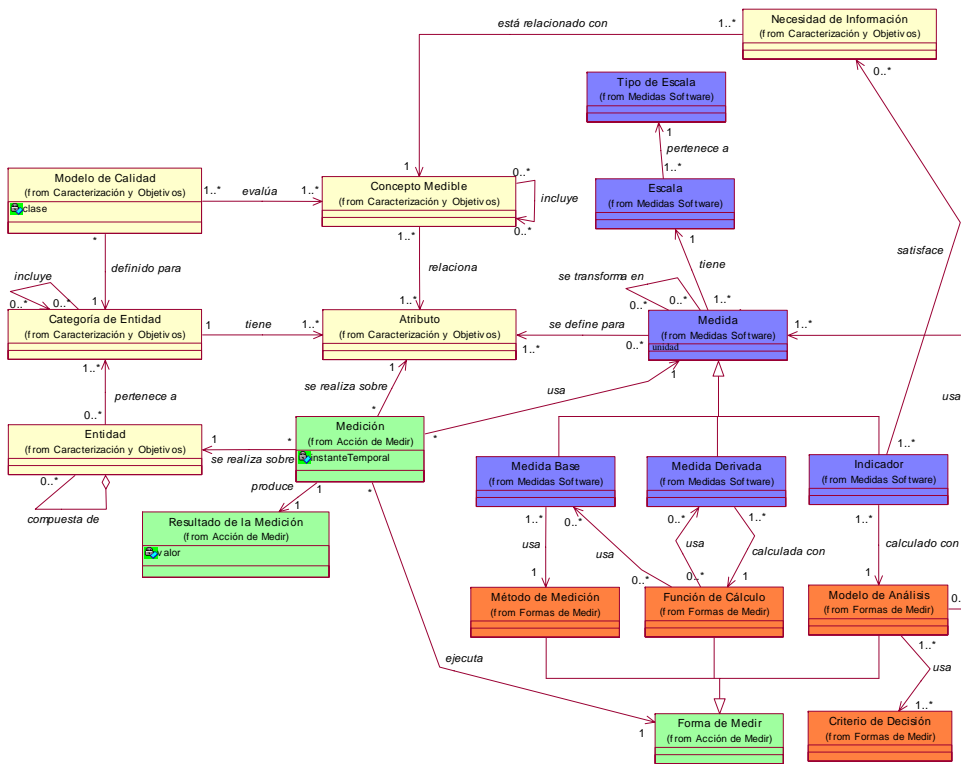 está relacionado con
1..*
Necesidad de Información
(from Caracterización y Objetivos)
0..*
Tipo de Escala
(from Medidas Software)
1
pertenece a
1..*
Modelo de Calidad
(from Caracterización y Objetivos)
clase
1..*
evalúa
1..*
1
Concepto Medible
(from Caracterización y Objetivos)
0..*
incluye
0..*
Escala
(from Medidas Software)
1
tiene
1..*
satisface
*
definido para
1
1..*
relaciona
1..*
incluye
0..*
0..*
se transforma en
0..*
0..*
Categoría de Entidad
(from Caracterización y Objetivos)
1
tiene
1..*
Atributo
(from Caracterización y Objetivos)
1..*
se define para
0..*
Medida
(from Medidas Software)
unidad
1..*
1..*
pertenece a
0..*
1
se realiza sobre
*
usa
1
*
usa
Entidad
(from Caracterización y Objetivos)
1
se realiza sobre
*
0..*
compuesta de
Medición
(from Acción de Medir)
instanteTemporal
1
produce
1
*
Medida Base
(from Medidas Software)
Medida Derivada
(from Medidas Software)
Indicador
(from Medidas Software)
1..*
Resultado de la Medición
(from Acción de Medir)
valor
1..*
usa
1
0..*
usa
0..*
0..*
usa
0..*
1..*
calculada con
1
1..*
calculado con
1
Método de Medición
(from Formas de Medir)
Función de Cálculo
(from Formas de Medir)
Modelo de Análisis
(from Formas de Medir)
1..*
usa
1..*
ejecuta
1
Forma de Medir
(from Acción de Medir)
Criterio de Decisión
(from Formas de Medir)